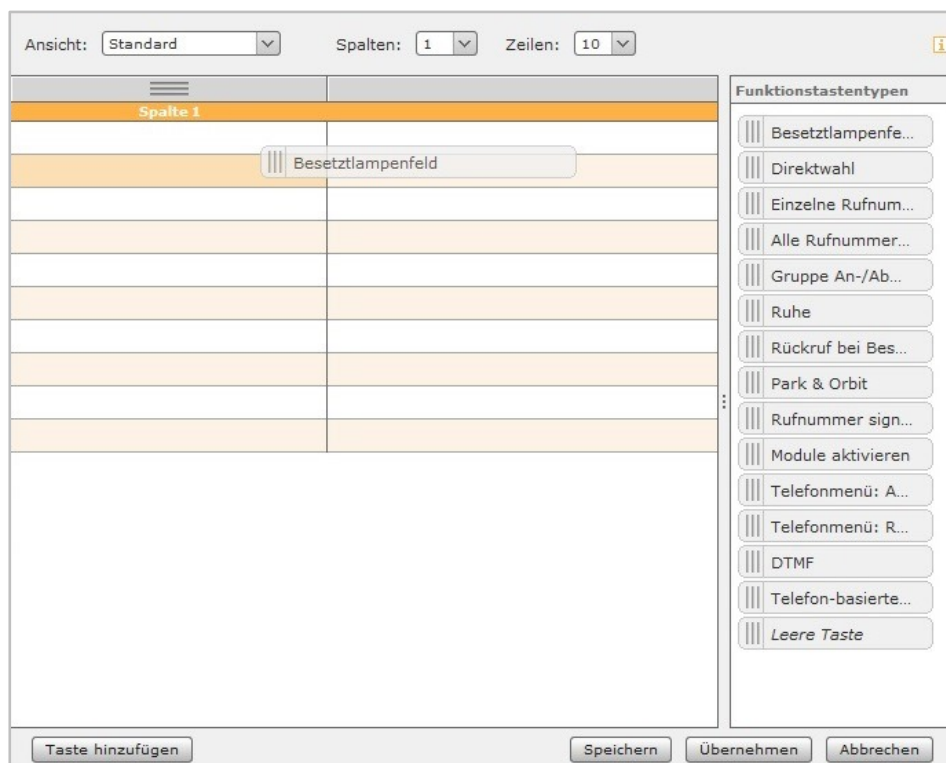 Ansicht: Standard Spalten: 1 Zeilen: 10
Spalte 1
Besetztlampenfeld
Funktionstastentypen
Besetztlampenfe...
Direktwahl
Einzelne Rufnum...
Alle Rufnummer...
Gruppe An-/Ab...
Ruhe
Rückruf bei Bes...
Park & Orbit
Rufnummer sign...
Module aktivieren
Telefonmenü: A...
Telefonmenü: R...
DTMF
Telefon-basierte...
Leere Taste
Taste hinzufügen Speichern Übernehmen Abbrechen